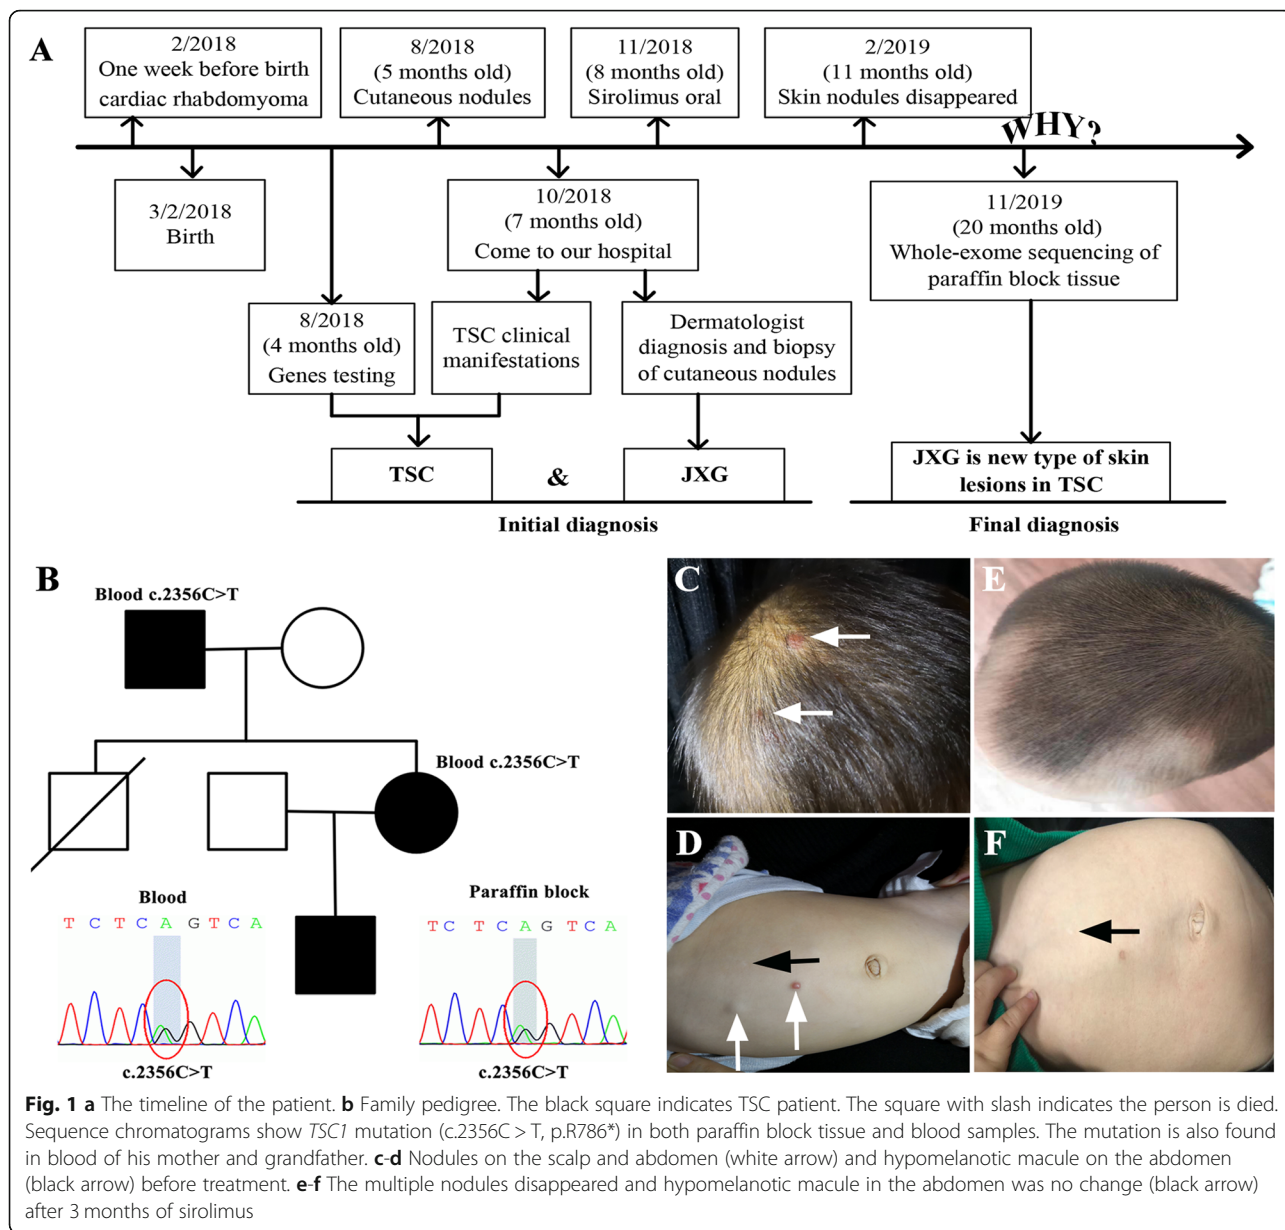 A
2/2018
One week before birth
cardiac rhabdomyoma
8/2018
(5 months old)
Cutaneous nodules
11/2018
(8 months old)
Sirolimus oral
2/2019
(11 months old)
Skin nodules disappeared
WHY?
3/2/2018
Birth
10/2018
(7 months old)
Come to our hospital
11/2019
(20 months old)
Whole-exome sequencing of
paraffin block tissue
8/2018
(4 months old)
Genes testing
TSC clinical
manifestations
Dermatologist
diagnosis and biopsy
of cutaneous nodules
TSC
&
JXG
JXG is new type of skin
lesions in TSC
Initial diagnosis
Final diagnosis
B
Blood c.2356C>T
Blood c.2356C>T
Blood
T C T C A G T C A
c.2356C>T
Paraffin block
T C T C A G T C A
c.2356C>T
C
E
D
F
Fig. 1 a The timeline of the patient. b Family pedigree. The black square indicates TSC patient. The square with slash indicates the person is died.
Sequence chromatograms show TSC1 mutation (c.2356C > T, p.R786*) in both paraffin block tissue and blood samples. The mutation is also found
in blood of his mother and grandfather. c-d Nodules on the scalp and abdomen (white arrow) and hypomelanotic macule on the abdomen
(black arrow) before treatment. e-f The multiple nodules disappeared and hypomelanotic macule in the abdomen was no change (black arrow)
after 3 months of sirolimus